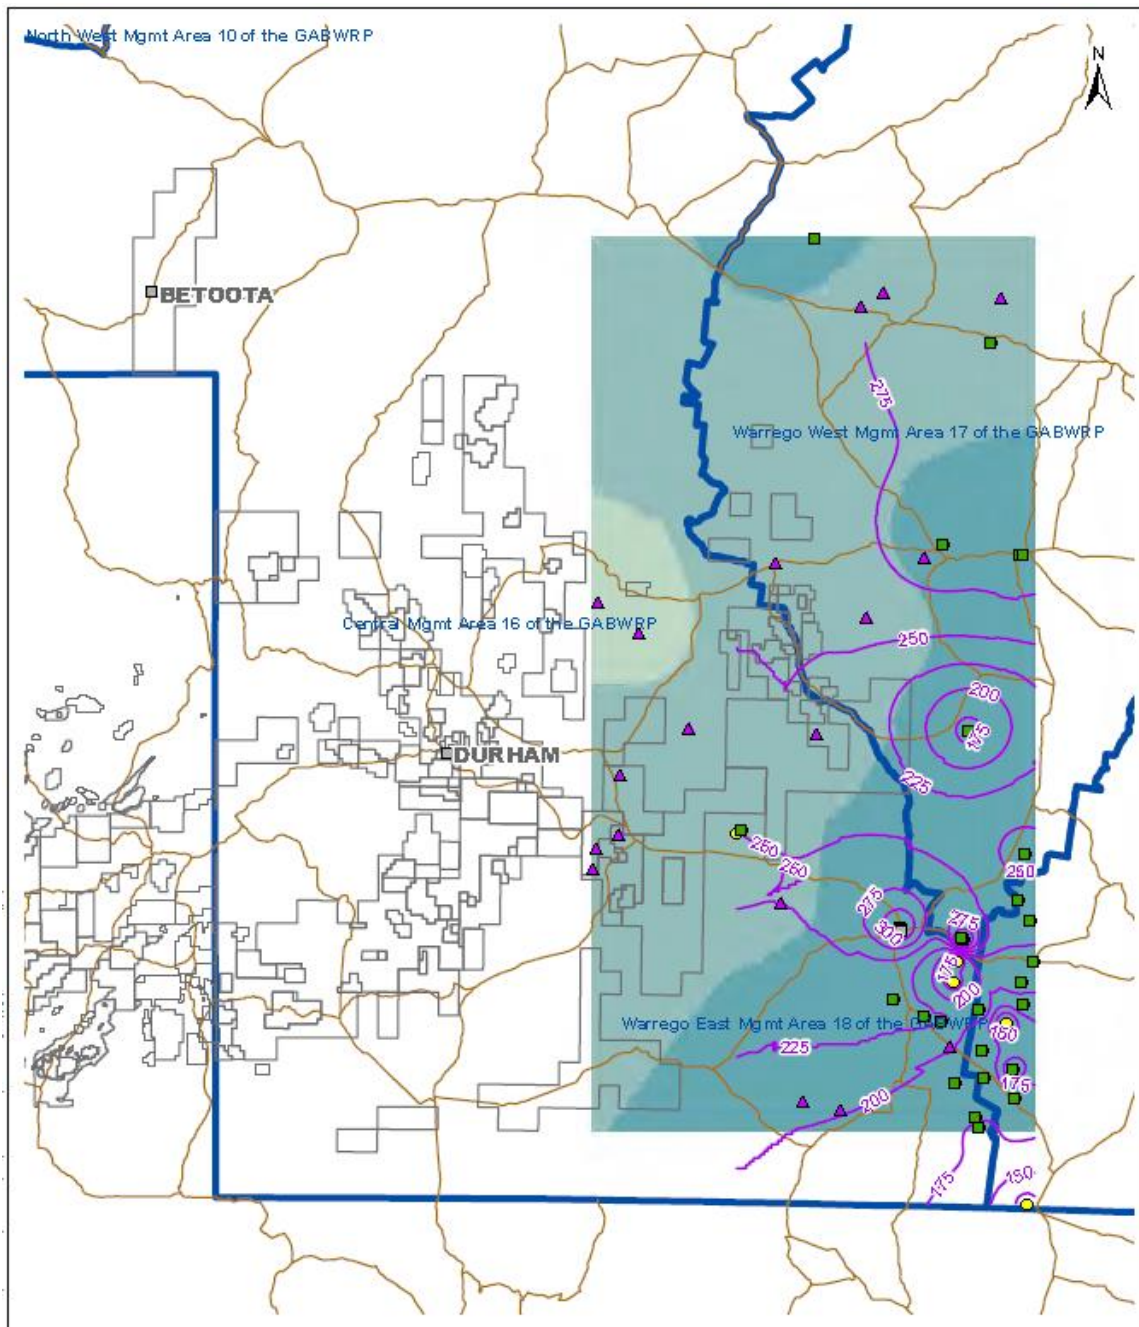 North West Mgmt Area 10 of the GABWRP
N
BETOOTA
275
Warrego West Mgmt Area 17 of the GABWRP
Central Mgmt Area 16 of the GABWRP
250
200
175
DURHAM
225
250
250
250
275
300
275
175
200
Warrego East Mgmt Area 18 of the GABWRP
150
225
175
200
175
150